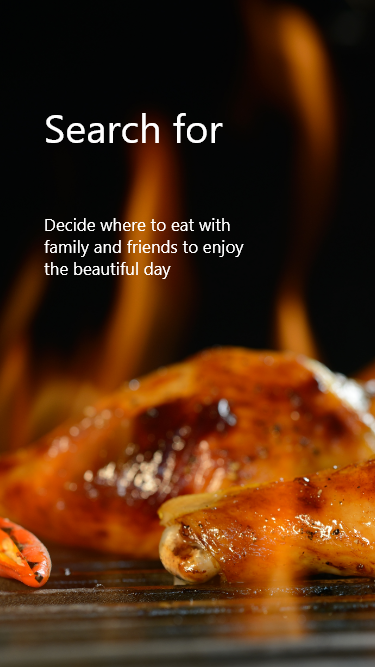 Search for
Decide where to eat with
family and friends to enjoy
the beautiful day